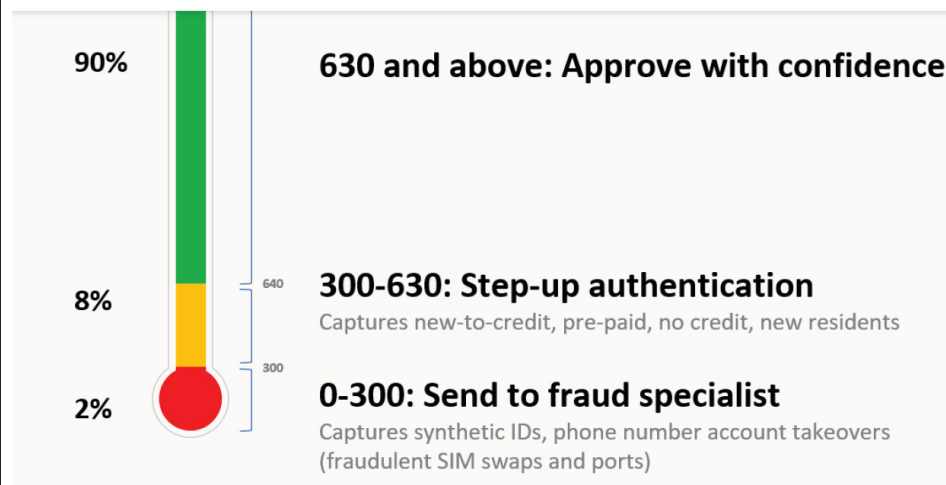 90%
630 and above: Approve with confidence
640
300-630: Step-up authentication
8%
Captures new-to-credit, pre-paid, no credit, new residents
300
0-300: Send to fraud specialist
2%
Captures synthetic IDs, phone number account takeovers
(fraudulent SIM swaps and ports)